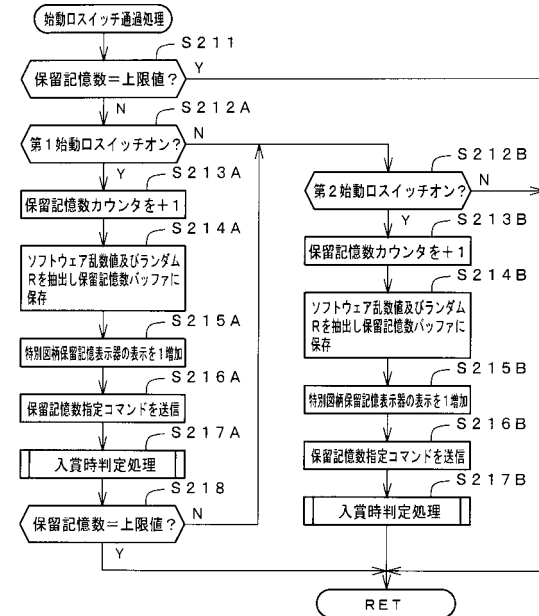 始動口スイッチ通過処理
S211
保留記憶数=上限値?
Y
N
S212A
第1始動口スイッチオン?
N
Y
S213A
保留記憶数カウンタを+1
S214A
ソフトウェア乱数値及びランダム
Rを抽出し保留記憶数バッファに
保存
S215A
特別図柄保留記憶表示器の表示を1増加
S216A
保留記憶数指定コマンドを送信
S217A
入賞時判定処理
S218
保留記憶数=上限値?
N
Y
S212B
第2始動口スイッチオン?
N
Y
S213B
保留記憶数カウンタを+1
S214B
ソフトウェア乱数値及びランダム
Rを抽出し保留記憶数バッファに
保存
S215B
特別図柄保留記憶表示器の表示を1増加
S216B
保留記憶数指定コマンドを送信
S217B
入賞時判定処理
RET